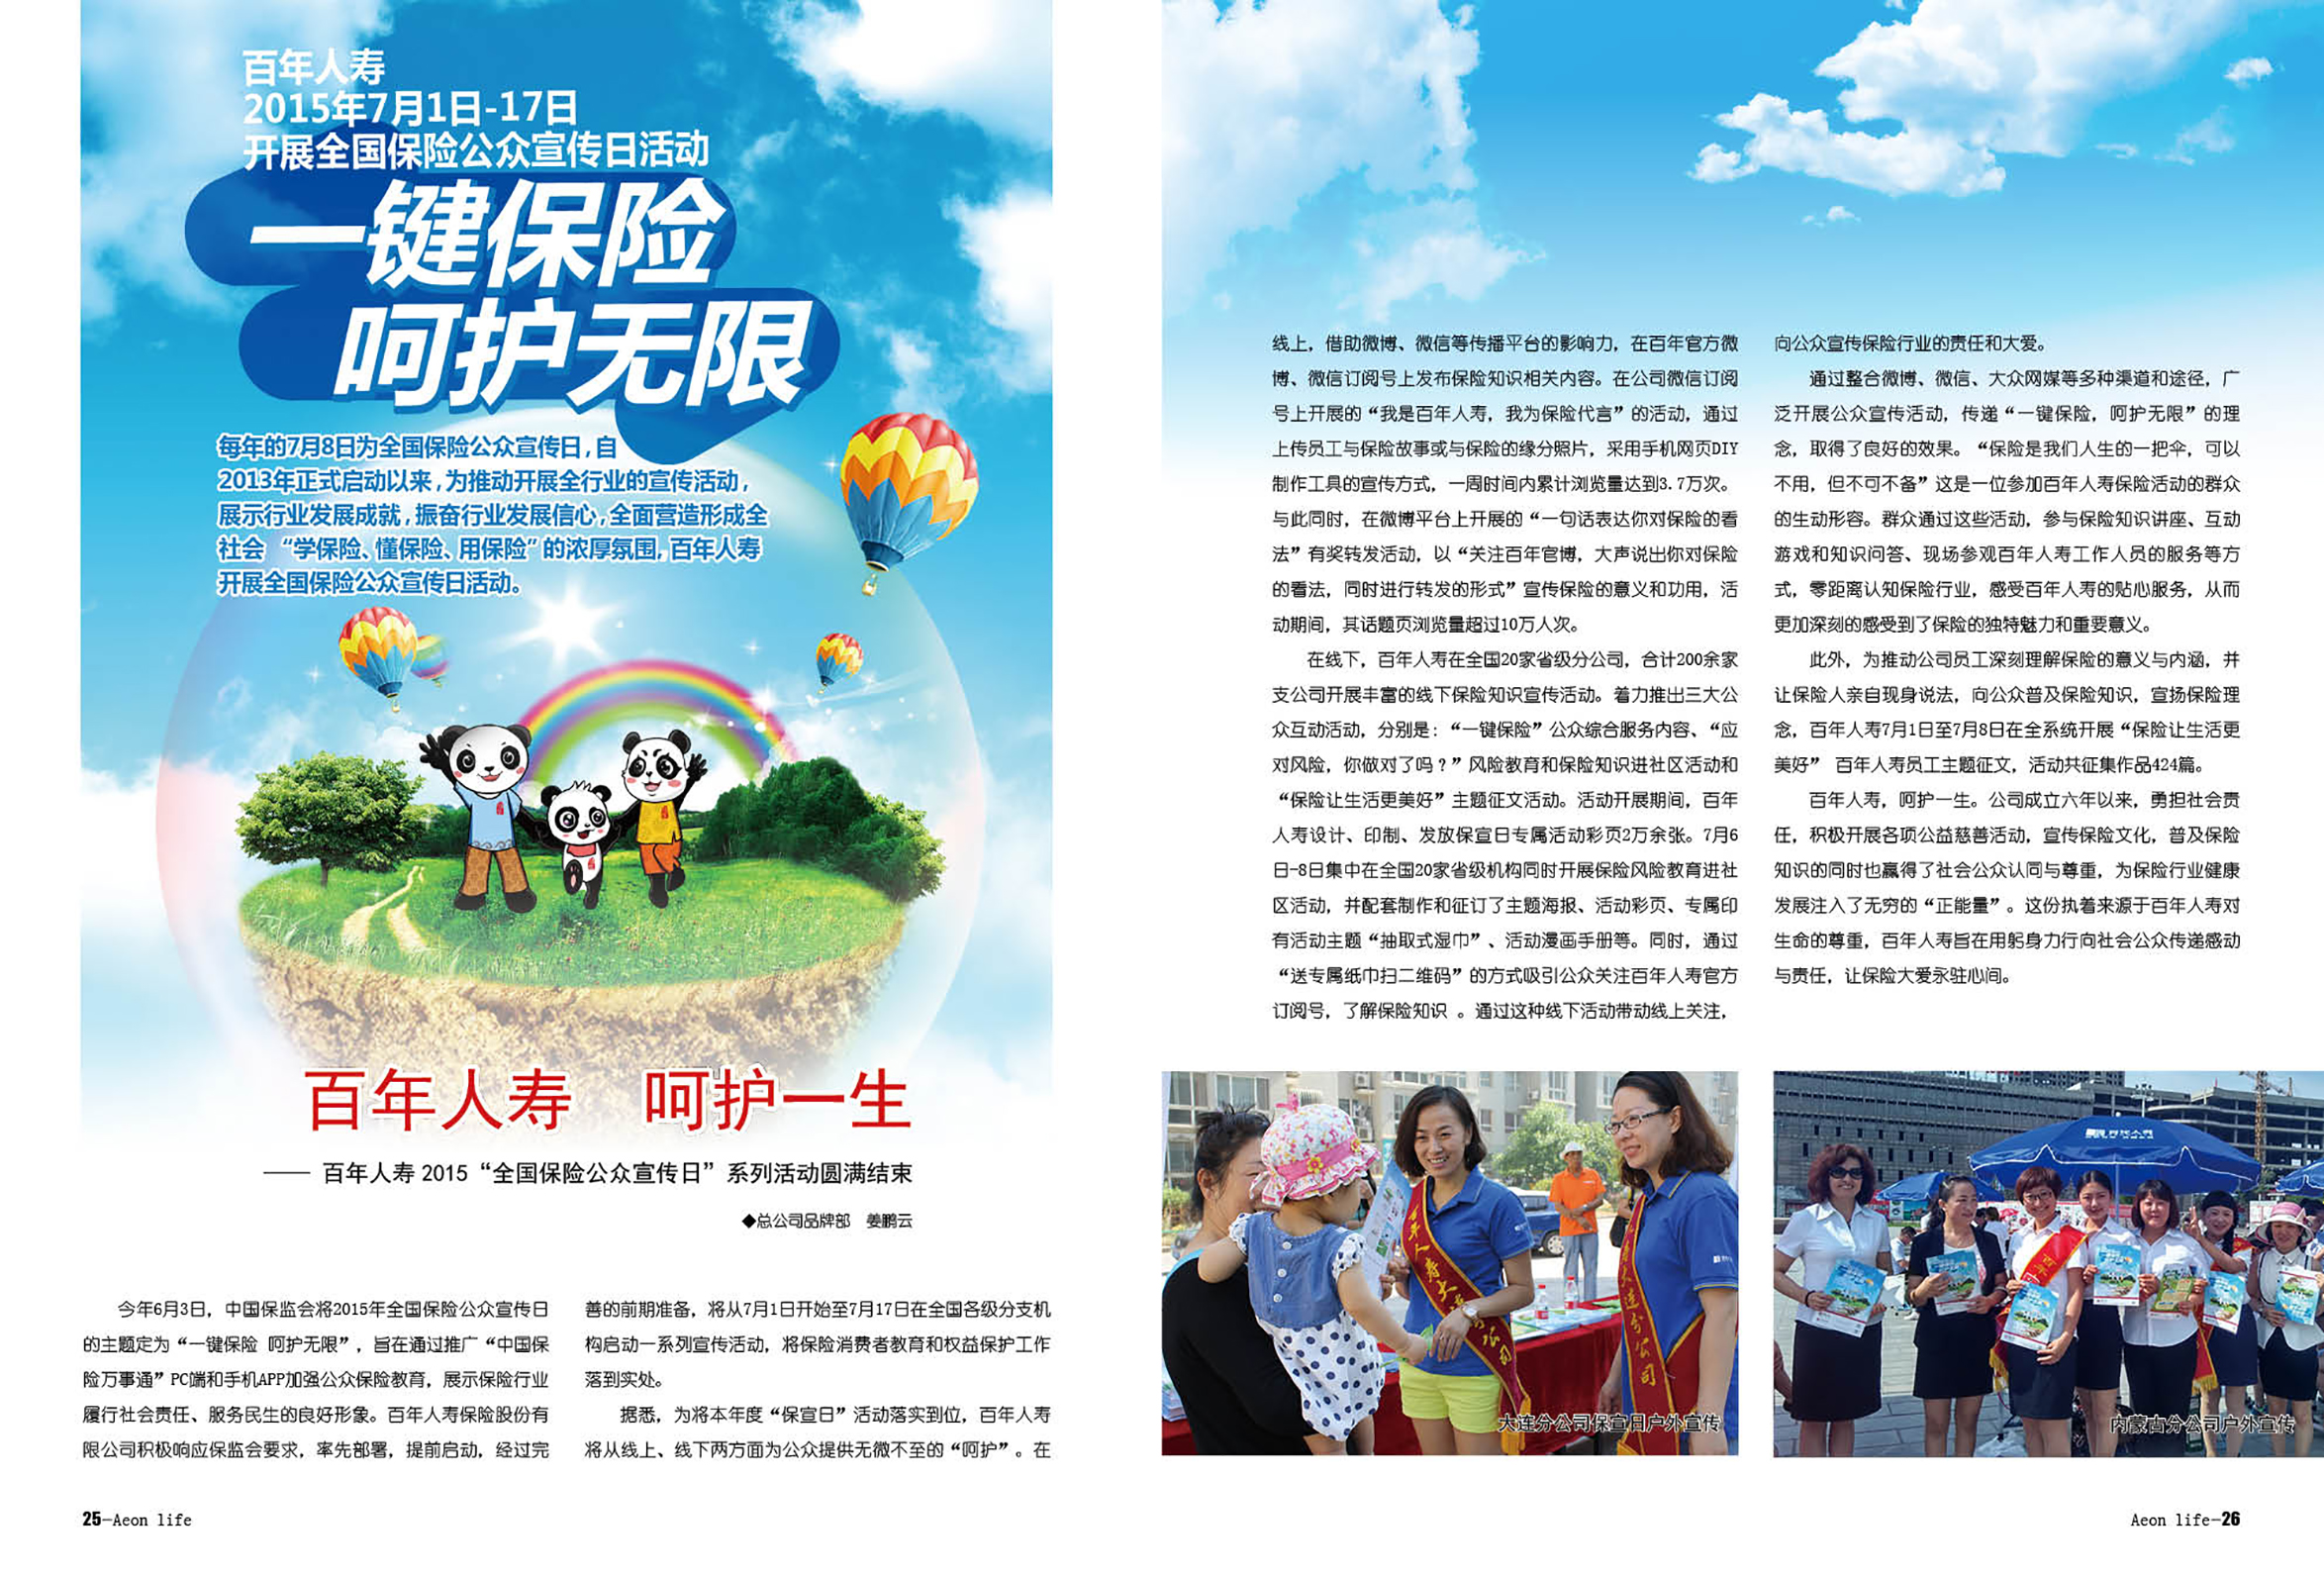 百年人寿
2015年7月1日-17日
开展全国保险公众宣传日活动
一键保险
呵护无限
每年的7月8日为全国保险公众宣传日，自
2013年正式启动以来，为推动开展全行业的宣传活动，
展示行业发展成就，振奋行业发展信心，全面营造形成全
社会 “学保险、懂保险、用保险”的浓厚氛围，百年人寿
开展全国保险公众宣传日活动。
百年人寿 呵护一生
—— 百年人寿 2015“全国保险公众宣传日”系列活动圆满结束
◆总公司品牌部 姜鹏云
今年6月3日，中国保监会将2015年全国保险公众宣传日
的主题定为“一键保险 呵护无限”，旨在通过推广“中国保
险万事通”PC端和手机APP加强公众保险教育，展示保险行业
履行社会责任、服务民生的良好形象。百年人寿保险股份有
限公司积极响应保监会要求，率先部署，提前启动，经过完
善的前期准备，将从7月1日开始至7月17日在全国各级分支机
构启动一系列宣传活动，将保险消费者教育和权益保护工作
落到实处。
据悉，为将本年度“保宣日”活动落实到位，百年人寿
将从线上、线下两方面为公众提供无微不至的“呵护”。在
25—Aeon life
线上，借助微博、微信等传播平台的影响力，在百年官方微
博、微信订阅号上发布保险知识相关内容。在公司微信订阅
号上开展的“我是百年人寿，我为保险代言”的活动，通过
上传员工与保险故事或与保险的缘分照片，采用手机网页DIY
制作工具的宣传方式，一周时间内累计浏览量达到3.7万次。
与此同时，在微博平台上开展的“一句话表达你对保险的看
法”有奖转发活动，以“关注百年官博，大声说出你对保险
的看法，同时进行转发的形式”宣传保险的意义和功用，活
动期间，其话题页浏览量超过10万人次。
在线下，百年人寿在全国20家省级分公司，合计200余家
支公司开展丰富的线下保险知识宣传活动。着力推出三大公
众互动活动，分别是：“一键保险”公众综合服务内容、“应
对风险，你做对了吗？”风险教育和保险知识进社区活动和
“保险让生活更美好”主题征文活动。活动开展期间，百年
人寿设计、印制、发放保宣日专属活动彩页2万余张。7月6
日-8日集中在全国20家省级机构同时开展保险风险教育进社
区活动，并配套制作和征订了主题海报、活动彩页、专属印
有活动主题“抽取式湿巾”、活动漫画手册等。同时，通过
“送专属纸巾扫二维码”的方式吸引公众关注百年人寿官方
订阅号，了解保险知识 。通过这种线下活动带动线上关注，
向公众宣传保险行业的责任和大爱。
通过整合微博、微信、大众网媒等多种渠道和途径，广
泛开展公众宣传活动，传递“一键保险，呵护无限”的理
念，取得了良好的效果。“保险是我们人生的一把伞，可以
不用，但不可不备”这是一位参加百年人寿保险活动的群众
的生动形容。群众通过这些活动，参与保险知识讲座、互动
游戏和知识问答、现场参观百年人寿工作人员的服务等方
式，零距离认知保险行业，感受百年人寿的贴心服务，从而
更加深刻的感受到了保险的独特魅力和重要意义。
此外，为推动公司员工深刻理解保险的意义与内涵，并
让保险人亲自现身说法，向公众普及保险知识，宣扬保险理
念，百年人寿7月1日至7月8日在全系统开展“保险让生活更
美好” 百年人寿员工主题征文，活动共征集作品424篇。
百年人寿，呵护一生。公司成立六年以来，勇担社会责
任，积极开展各项公益慈善活动，宣传保险文化，普及保险
知识的同时也赢得了社会公众认同与尊重，为保险行业健康
发展注入了无穷的“正能量”。这份执着来源于百年人寿对
生命的尊重，百年人寿旨在用躬身力行向社会公众传递感动
与责任，让保险大爱永驻心间。
大连分公司保宣日户外宣传
内蒙古分公司户外宣传
Aeon life—26